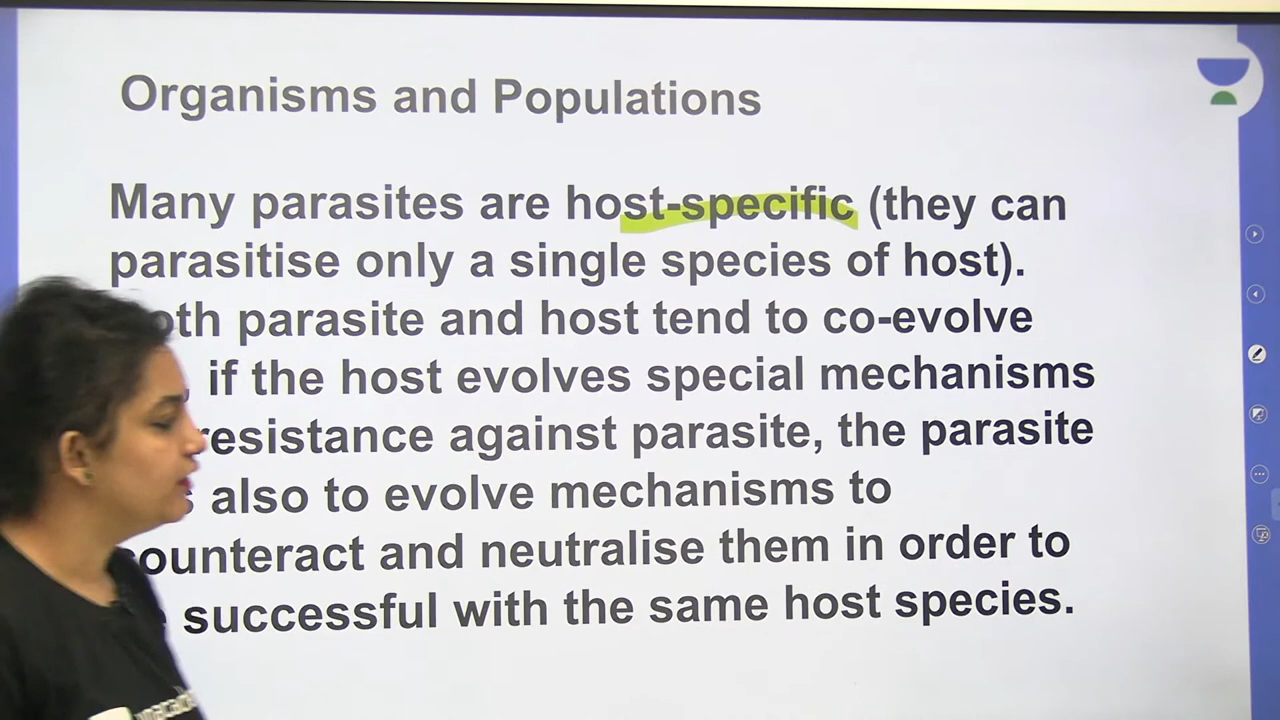 Organisms and Populations
Many parasites are host-specific (they can
parasitise only a single species of host).
parasite and host tend to co-evolve
if the host evolves special mechanisms
resistance against parasite, the parasite
also to evolve mechanisms to
counteract and neutralise them in order to
successful with the same host species.